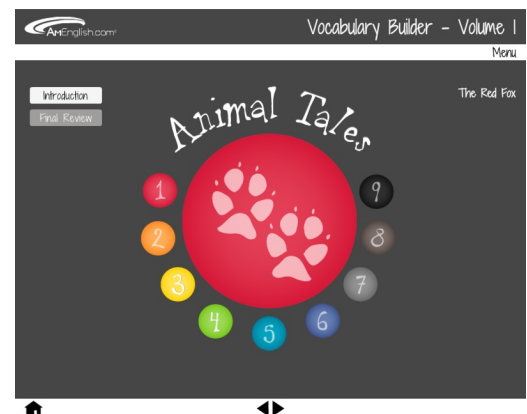 AmEnglish.com
Vocabulary Builder - Volume 1
Menu
Introduction
Final Review
The Red Fox
Animal Tales
1
2
3
4
5
6
7
8
9